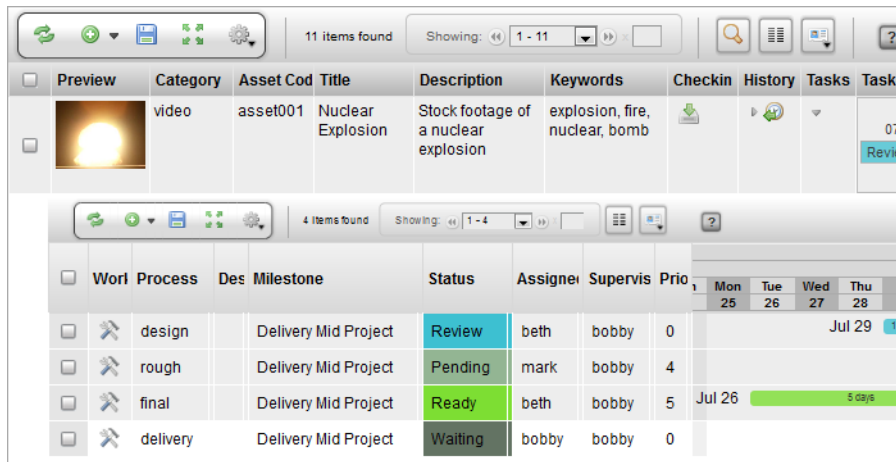 11 items found
Showing:
1 - 11
x
?
Preview Category Asset Cod Title Description Keywords Checkin History Tasks Task
video asset001 Nuclear Stock footage of explosion, fire,
Explosion a nuclear nuclear, bomb
explosion
07
Revie
4 items found
Showing:
1 - 4
x
?
Worl Process Des Milestone Status Assigne Supervis Prio
Mon Tue Wed Thu
25 26 27 28
design Delivery Mid Project Review beth bobby 0 Jul 29 1
rough Delivery Mid Project Pending mark bobby 4
final Delivery Mid Project Ready beth bobby 5 Jul 26 5 days
delivery Delivery Mid Project Waiting bobby bobby 0